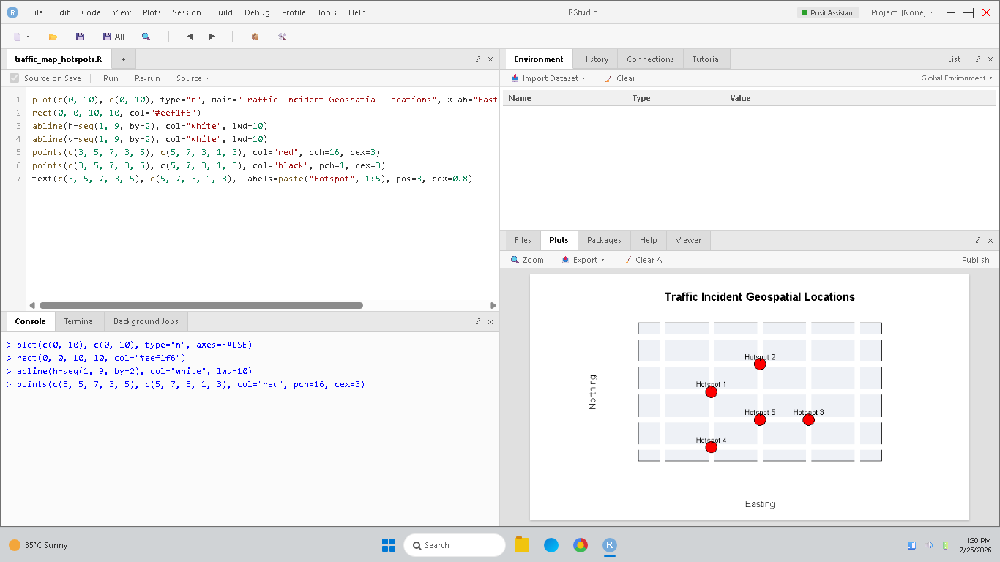 R File Edit Code View Plots Session Build Debug Profile Tools Help RStudio Posit Assistant Project: (None)
All
traffic_map_hotspots.R +
Source on Save Run Re-run Source
1 plot(c(0, 10), c(0, 10), type="n", main="Traffic Incident Geospatial Locations", xlab="East
2 rect(0, 0, 10, 10, col="#eef1f6")
3 abline(h=seq(1, 9, by=2), col="white", lwd=10)
4 abline(v=seq(1, 9, by=2), col="white", lwd=10)
5 points(c(3, 5, 7, 3, 5), c(5, 7, 3, 1, 3), col="red", pch=16, cex=3)
6 points(c(3, 5, 7, 3, 5), c(5, 7, 3, 1, 3), col="black", pch=1, cex=3)
7 text(c(3, 5, 7, 3, 5), c(5, 7, 3, 1, 3), labels=paste("Hotspot", 1:5), pos=3, cex=0.8)
Console Terminal Background Jobs
> plot(c(0, 10), c(0, 10), type="n", axes=FALSE)
> rect(0, 0, 10, 10, col="#eef1f6")
> abline(h=seq(1, 9, by=2), col="white", lwd=10)
> points(c(3, 5, 7, 3, 5), c(5, 7, 3, 1, 3), col="red", pch=16, cex=3)
Environment History Connections Tutorial List
Import Dataset Clear Global Environment
Name Type Value
Files Plots Packages Help Viewer
Zoom Export Clear All Publish
Traffic Incident Geospatial Locations
Hotspot 2
Hotspot 1
Northing
Hotspot 5 Hotspot 3
Hotspot 4
Easting
35°C Sunny Search R 1:30 PM
7/26/2026